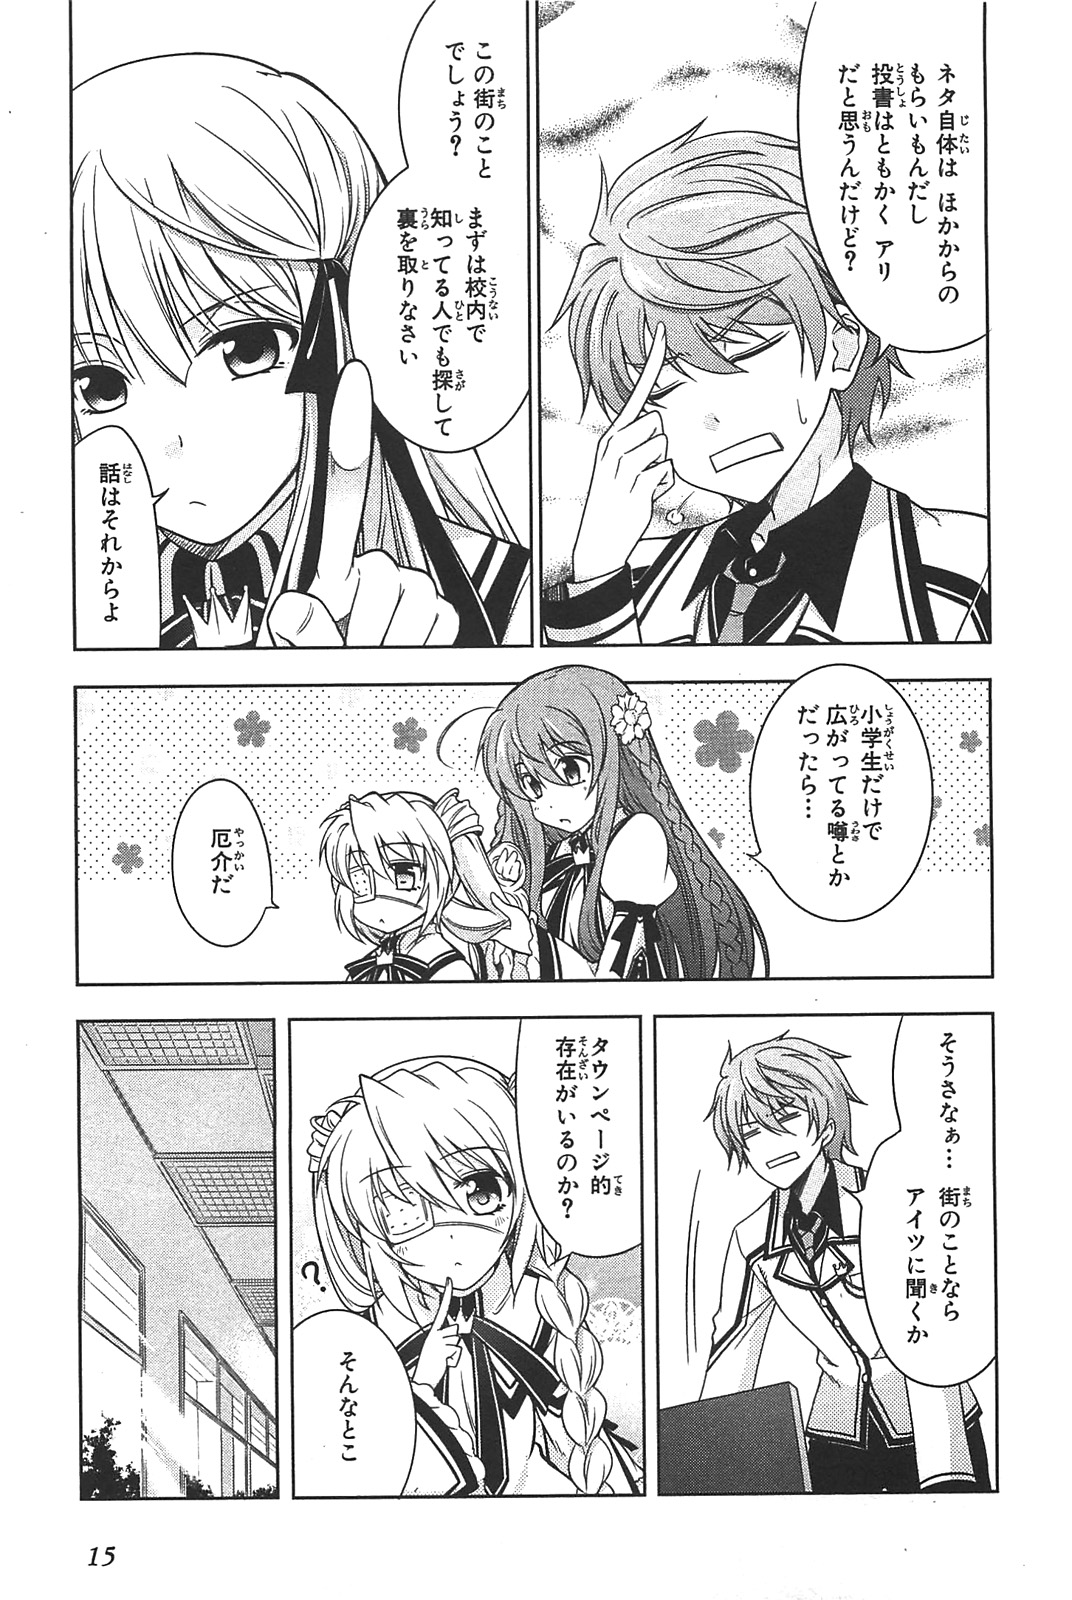 ネタ自体は ほかからの
もらいもんだし
投書はともかく アリ
だと思うんだけど?
この街のこと
でしょう?
まずは校内で
知ってる人でも探して
裏を取りなさい
話はそれからよ
小学生だけで
広がってる噂とか
だったら…
厄介だ
そうさなぁ…
街のことなら
アイツに聞くか
タウンページ的
存在がいるのか?
?
そんなとこ
15